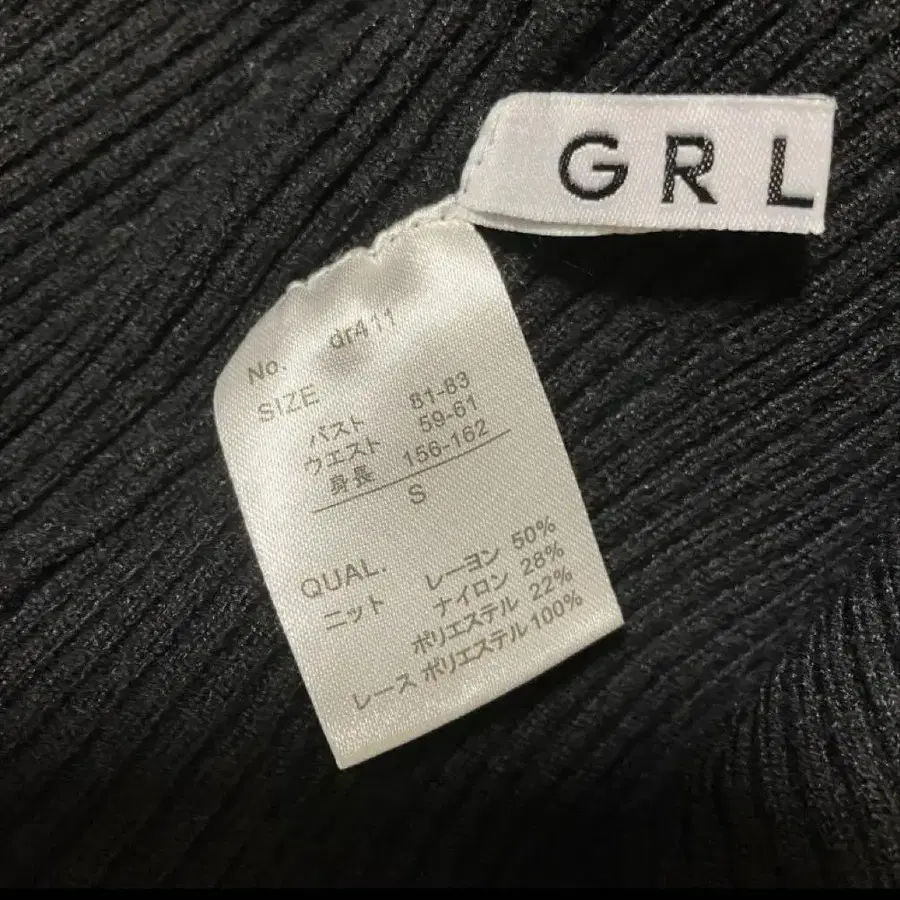 GRL
No. dr411
SIZE
バスト 81-83
ウエスト 59-61
身長 156-162
S
QUAL.
ニット レーヨン 50%
ナイロン 28%
ポリエステル 22%
レース ポリエステル100%